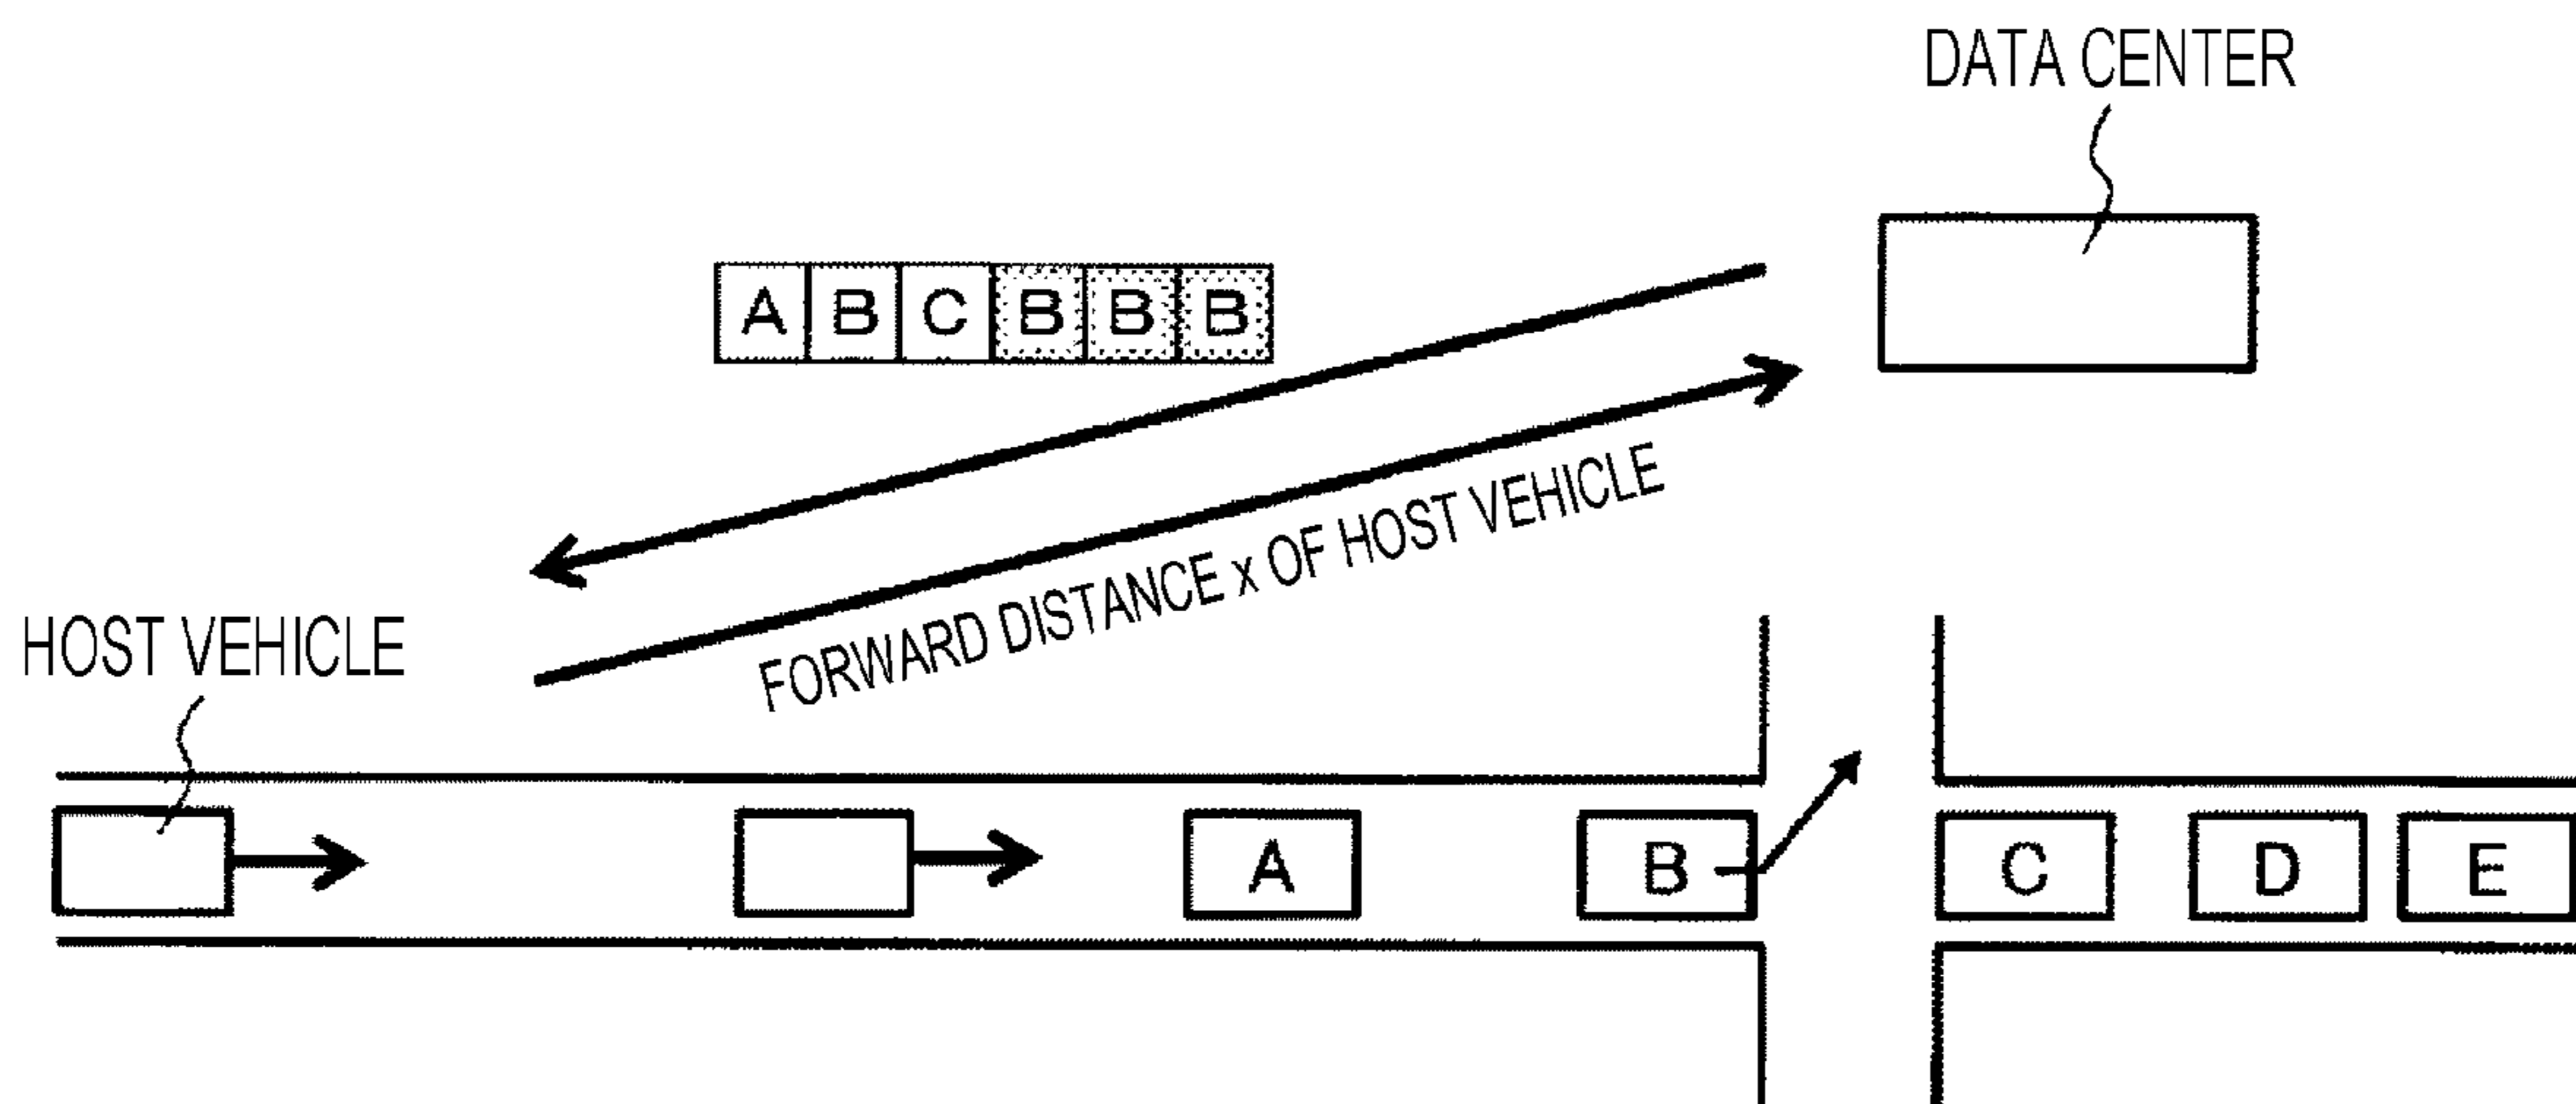 DATA CENTER
A B C B B B
FORWARD DISTANCE x OF HOST VEHICLE
HOST VEHICLE
A B C D E